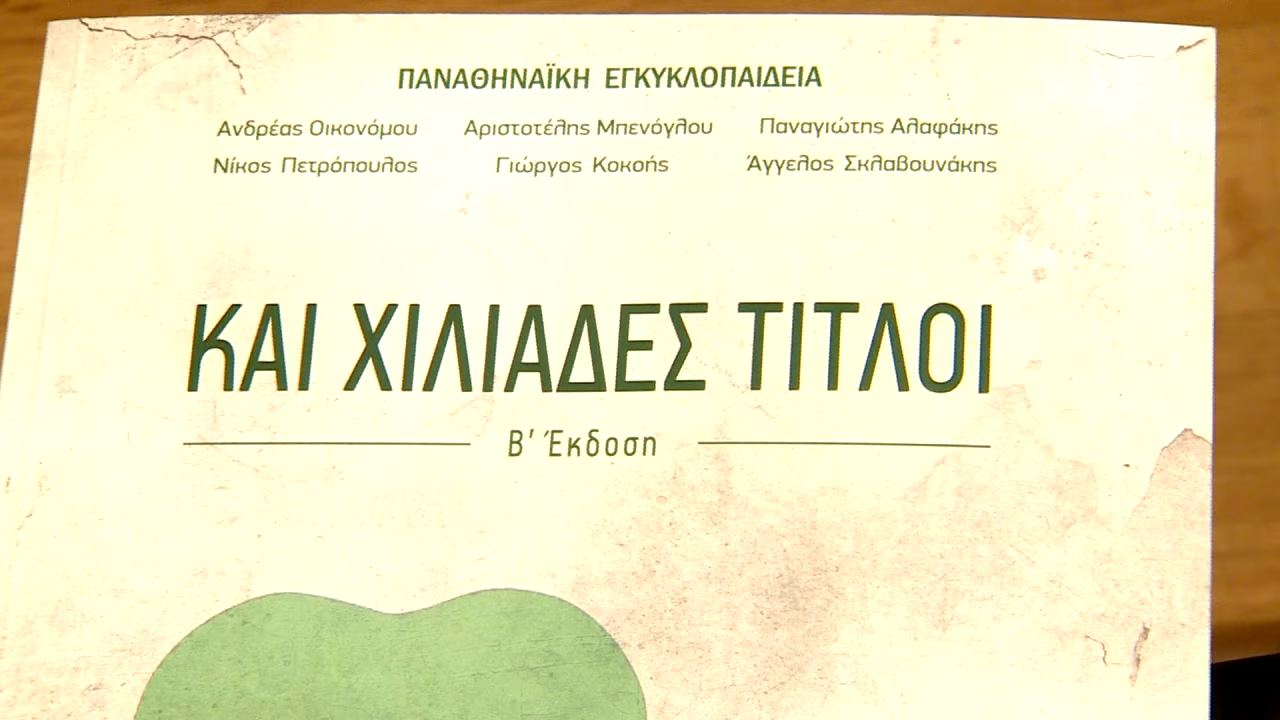 ΠΑΝΑΘΗΝΑΪΚΗ ΕΓΚΥΚΛΟΠΑΙΔΕΙΑ
Ανδρέας Οικονόμου Αριστοτέλης Μπενόγλου Παναγιώτης Αλαφάκης
Νίκος Πετρόπουλος Γιώργος Κοκοής Άγγελος Σκλαβουνάκης
ΚΑΙ ΧΙΛΙΑΔΕΣ ΤΙΤΛΟΙ
Β' Έκδοση